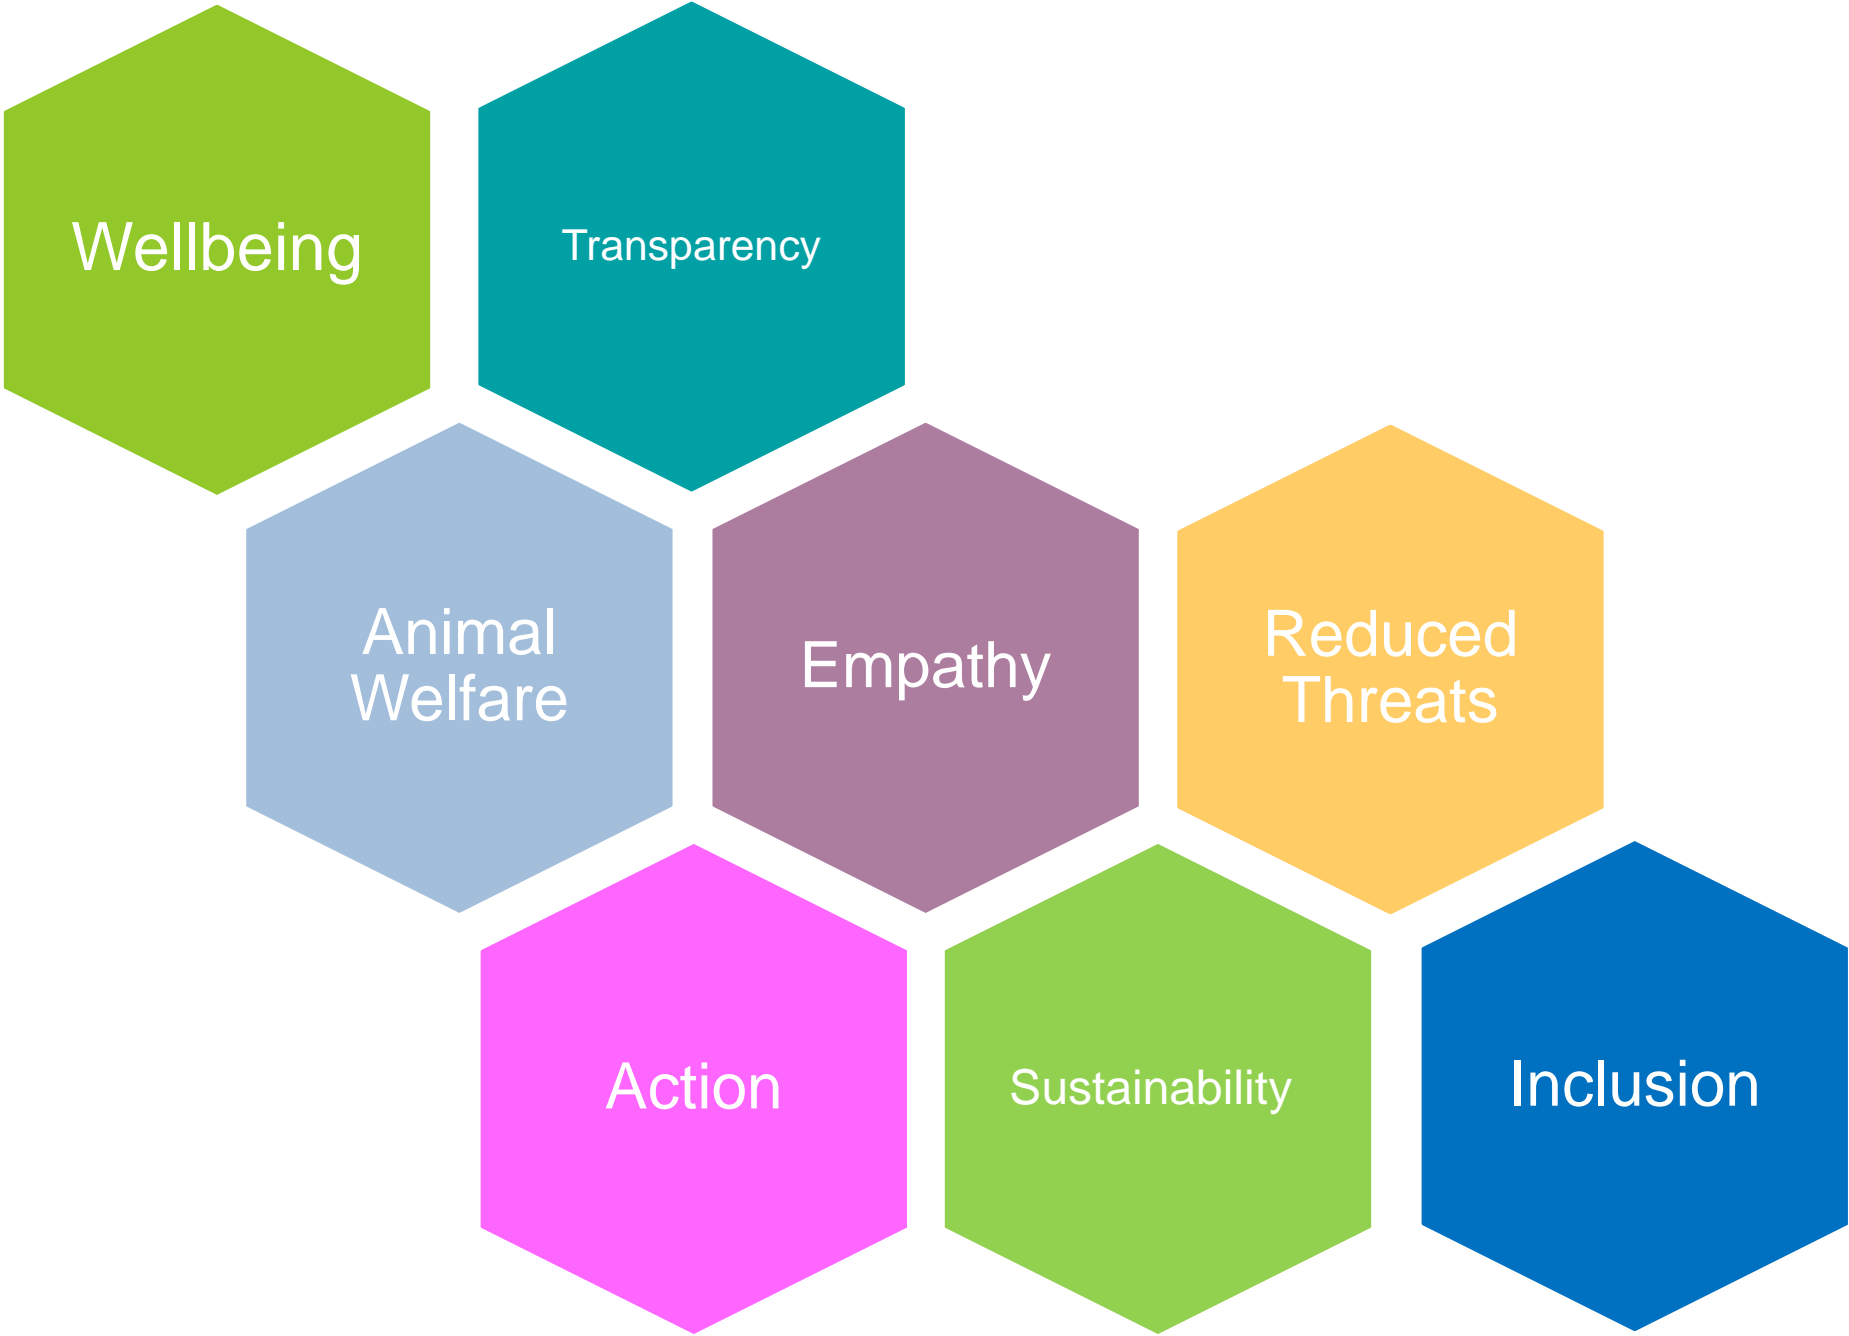 Wellbeing
Transparency
Animal
Welfare
Empathy
Reduced
Threats
Action
Sustainability
Inclusion